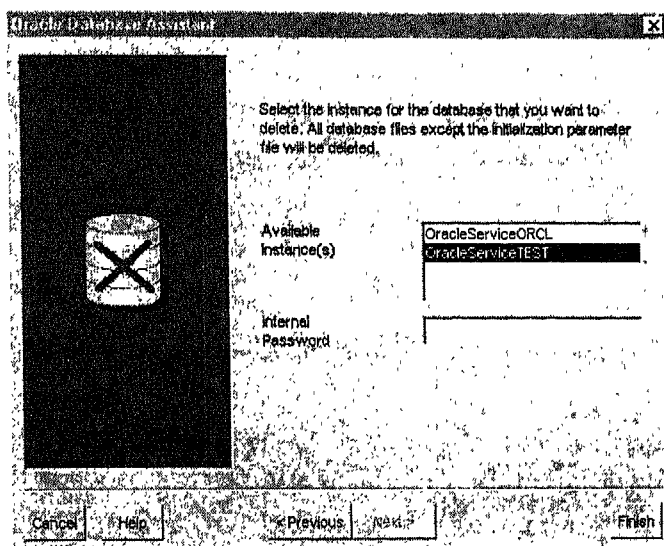 Oracle Database Assistant
Select the instance for the database that you want to
delete. All database files except the initialization parameter
file will be deleted.
Available
Instance(s)
OracleServiceORCL
OracleServiceTEST
Internal
Password
Cancel
Help
< Previous
Next >
Finish